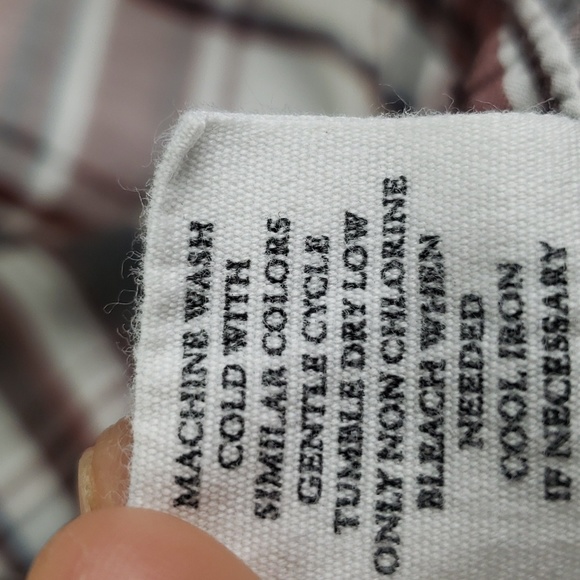 MACHINE WASH
COLD WITH
SIMILAR COLORS
GENTLE CYCLE
TUMBLE DRY LOW
ONLY NON CHLORINE
BLEACH WHEN
NEEDED
COOL IRON
IF NECESSARY